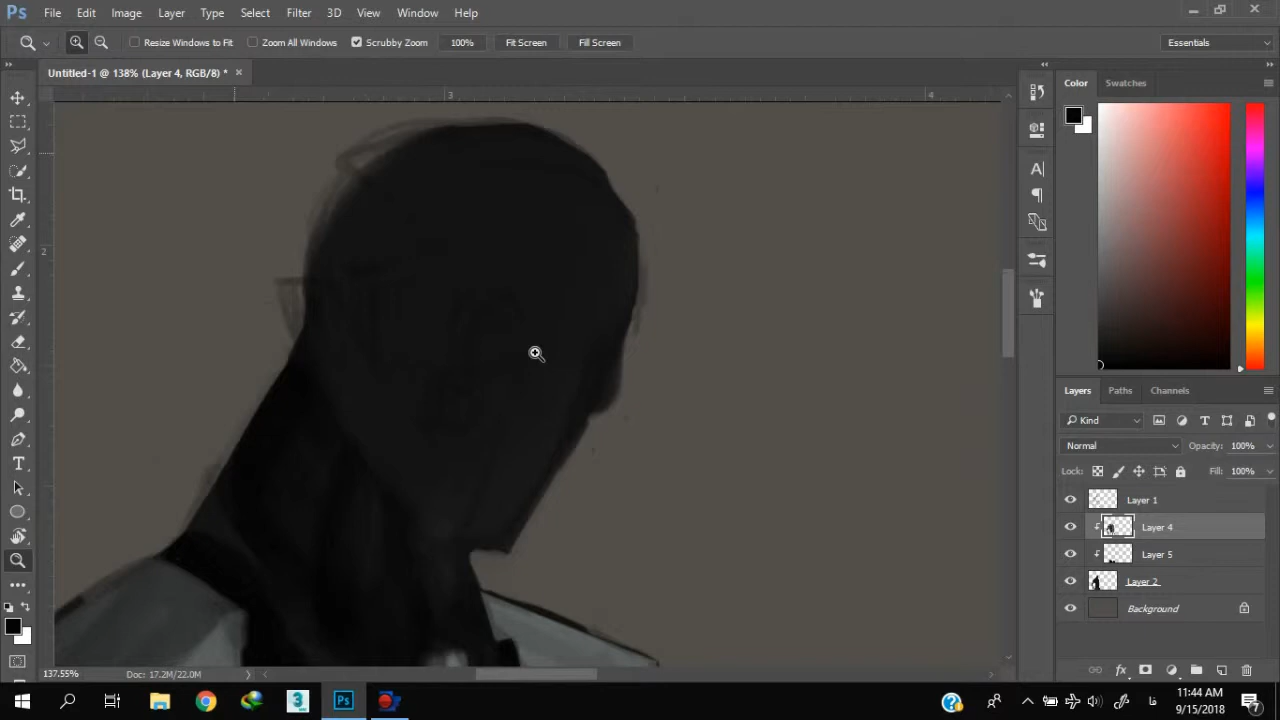 Ps File Edit Image Layer Type Select Filter 3D View Window Help
Resize Windows to Fit Zoom All Windows Scrubby Zoom 100% Fit Screen Fill Screen Essentials
Untitled-1 @ 138% (Layer 4, RGB/8) * ×
3 4
2
Color Swatches
Layers Paths Channels
Kind
Normal Opacity: 100%
Lock: Fill: 100%
Layer 1
Layer 4
Layer 5
Layer 2
Background
137.55% Doc: 17.2M/22.0M
11:44 AM
9/15/2018
7